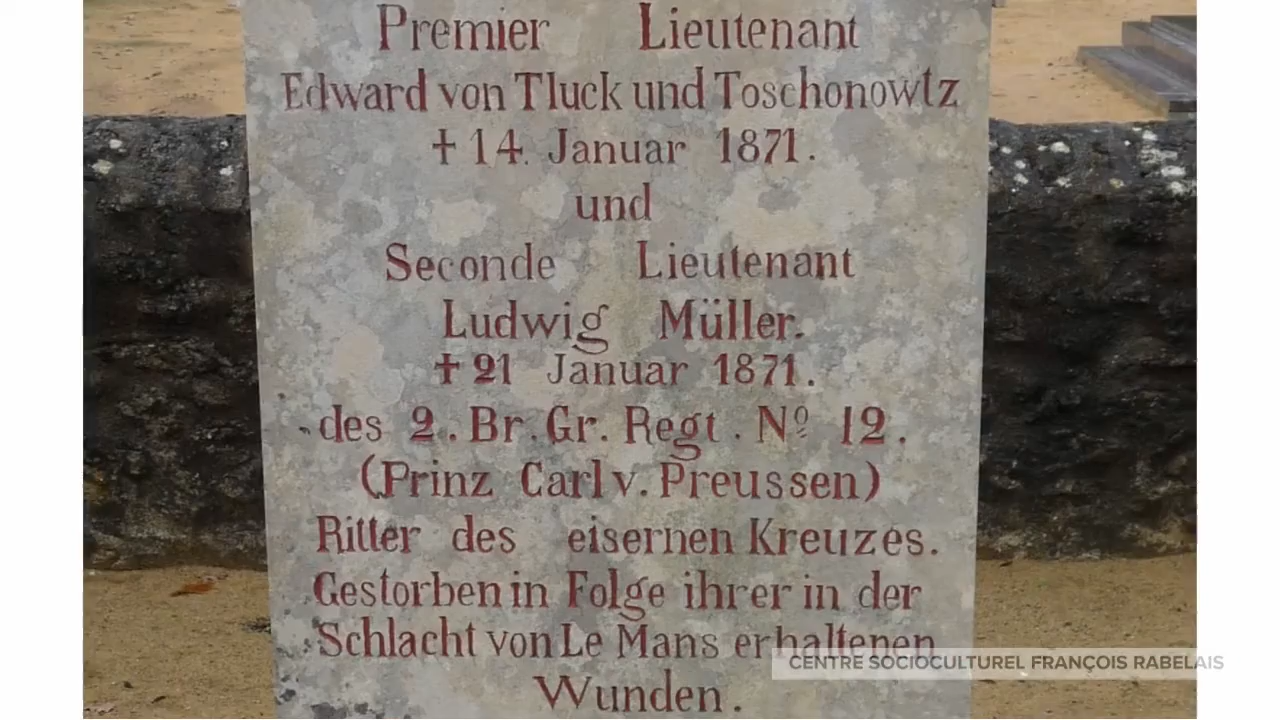 Premier Lieutenant
Edward von Tluck und Toschonowtz
† 14. Januar 1871.
und
Seconde Lieutenant
Ludwig Müller.
† 21 Januar 1871.
des 2. Br. Gr. Regt. Nº 12.
(Prinz Carl v. Preussen)
Ritter des eisernen Kreuzes.
Gestorben in Folge ihrer in der
Schlacht von Le Mans erhaltenen
Wunden.
CENTRE SOCIOCULTUREL FRANÇOIS RABELAIS